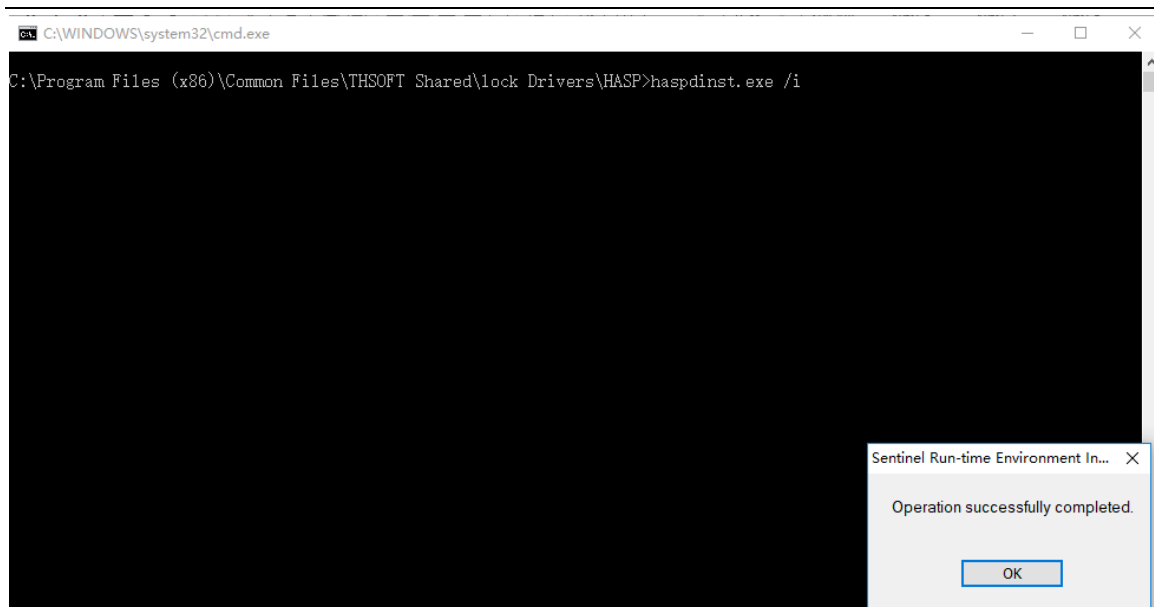 C:\WINDOWS\system32\cmd.exe
C:\Program Files (x86)\Common Files\THSOFT Shared\lock Drivers\HASP>haspdinst.exe /i
Sentinel Run-time Environment In...
Operation successfully completed.
OK